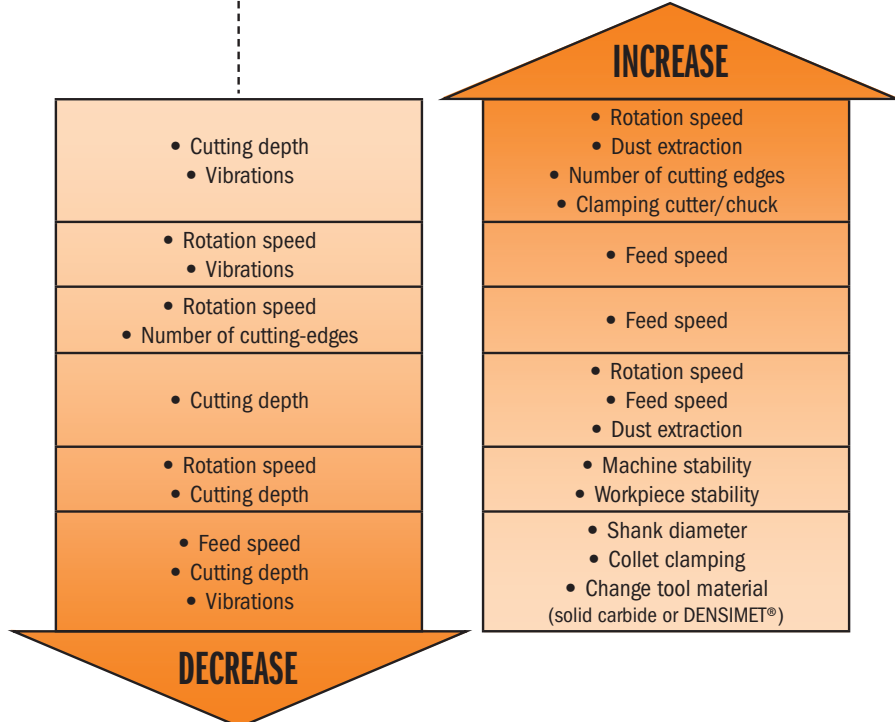 • Cutting depth
• Vibrations
• Rotation speed
• Vibrations
• Rotation speed
• Number of cutting-edges
• Cutting depth
• Rotation speed
• Cutting depth
• Feed speed
• Cutting depth
• Vibrations
DECREASE
INCREASE
• Rotation speed
• Dust extraction
• Number of cutting edges
• Clamping cutter/chuck
• Feed speed
• Feed speed
• Rotation speed
• Feed speed
• Dust extraction
• Machine stability
• Workpiece stability
• Shank diameter
• Collet clamping
• Change tool material
(solid carbide or DENSIMET®)